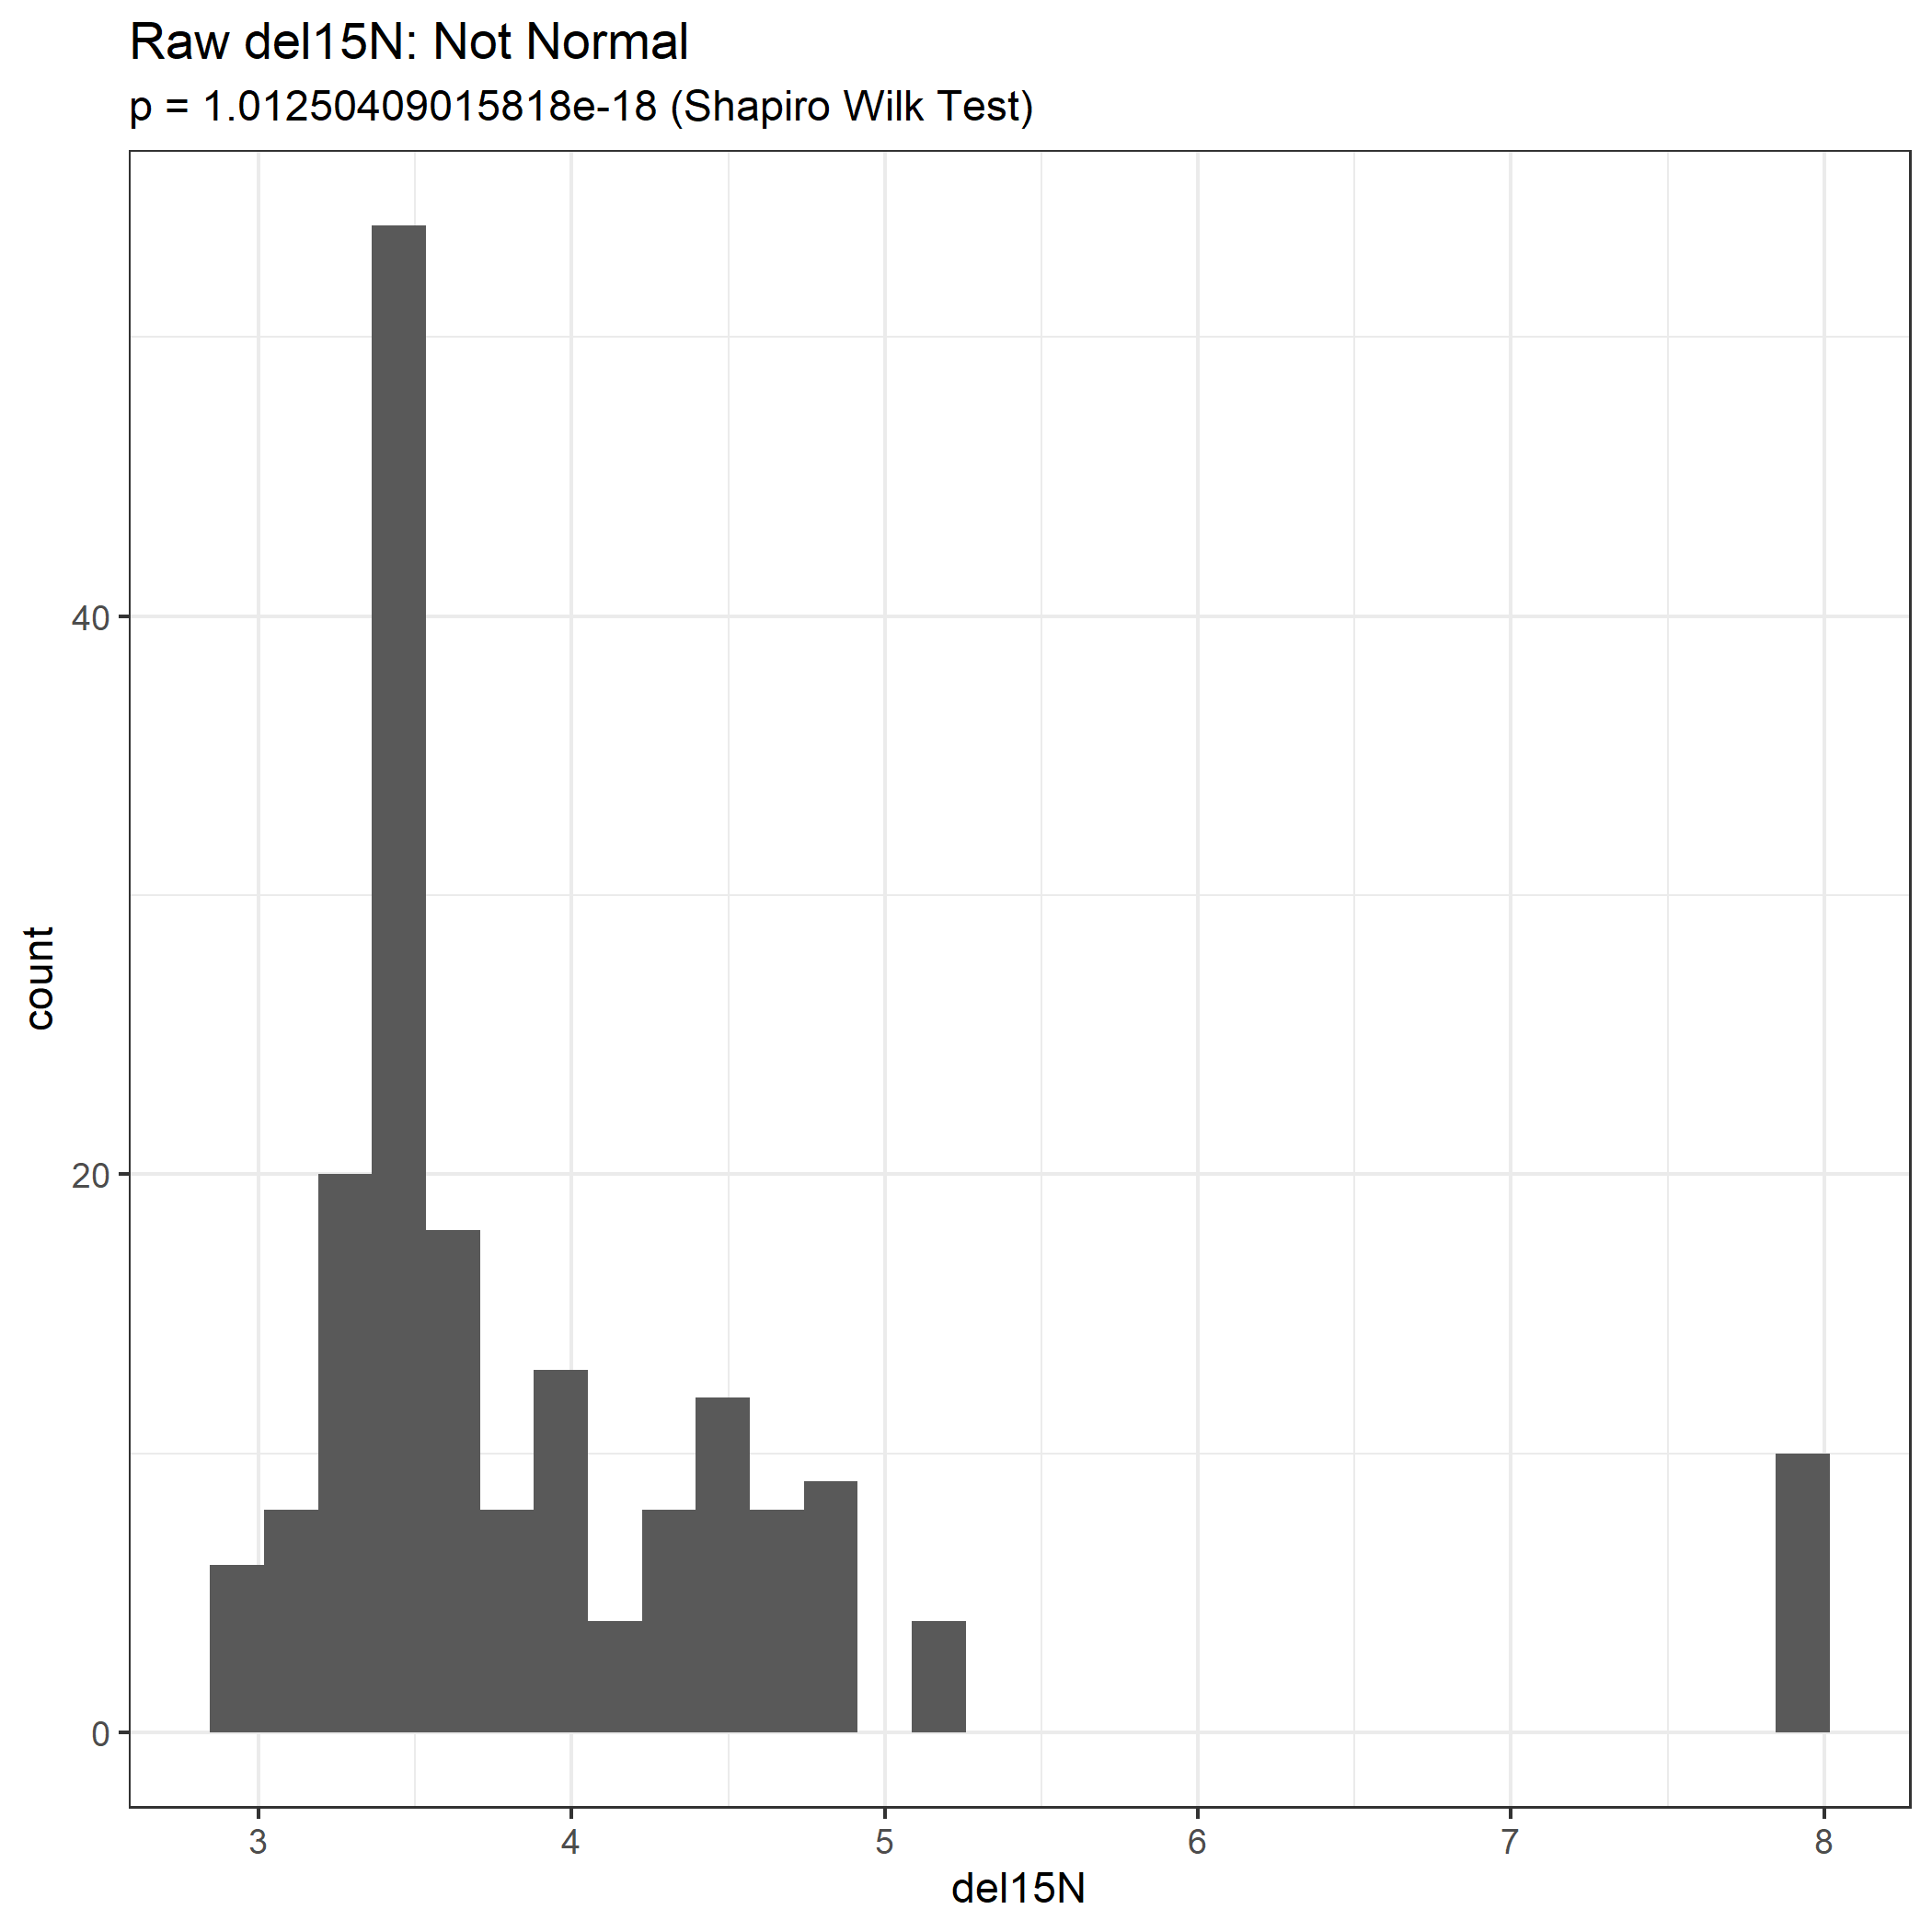 Raw del15N: Not Normal
p = 1.01250409015818e-18 (Shapiro Wilk Test)
count
40
20
0
3 4 5 6 7 8
del15N